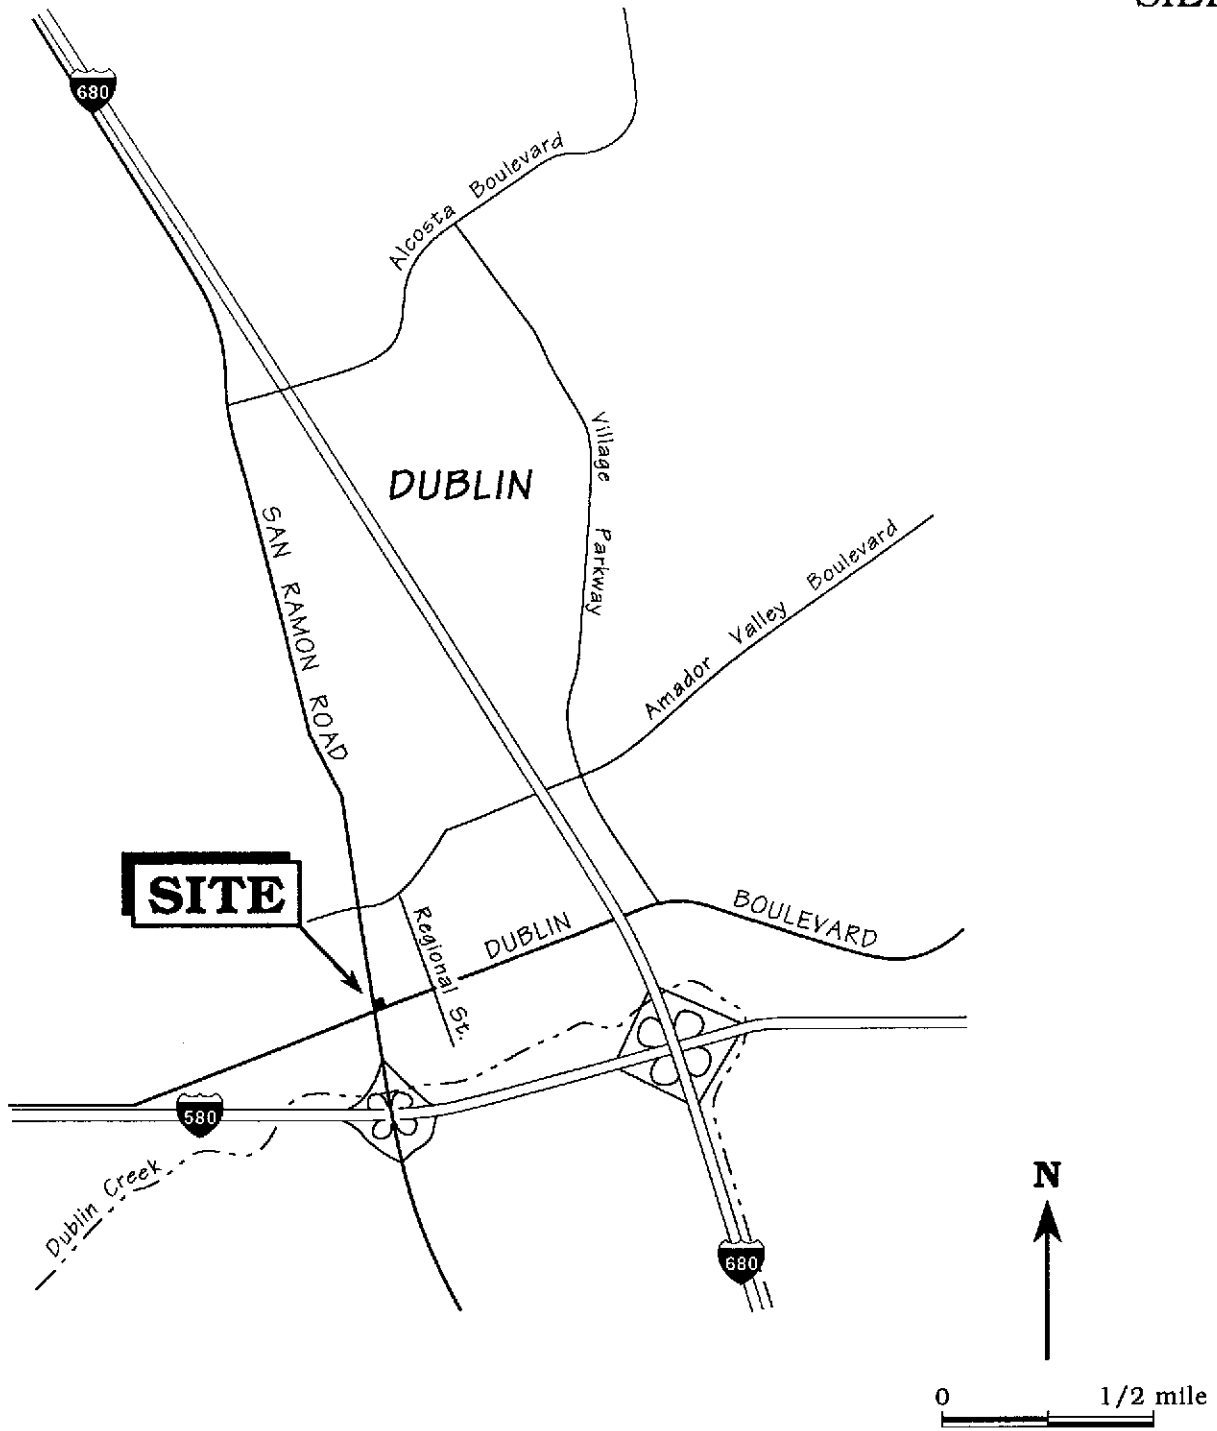 680
Alcosta Boulevard
Village Parkway
DUBLIN
SAN RAMON ROAD
Amador Valley Boulevard
SITE
Regional St.
DUBLIN BOULEVARD
580
Dublin Creek
680
N
0 1/2 mile